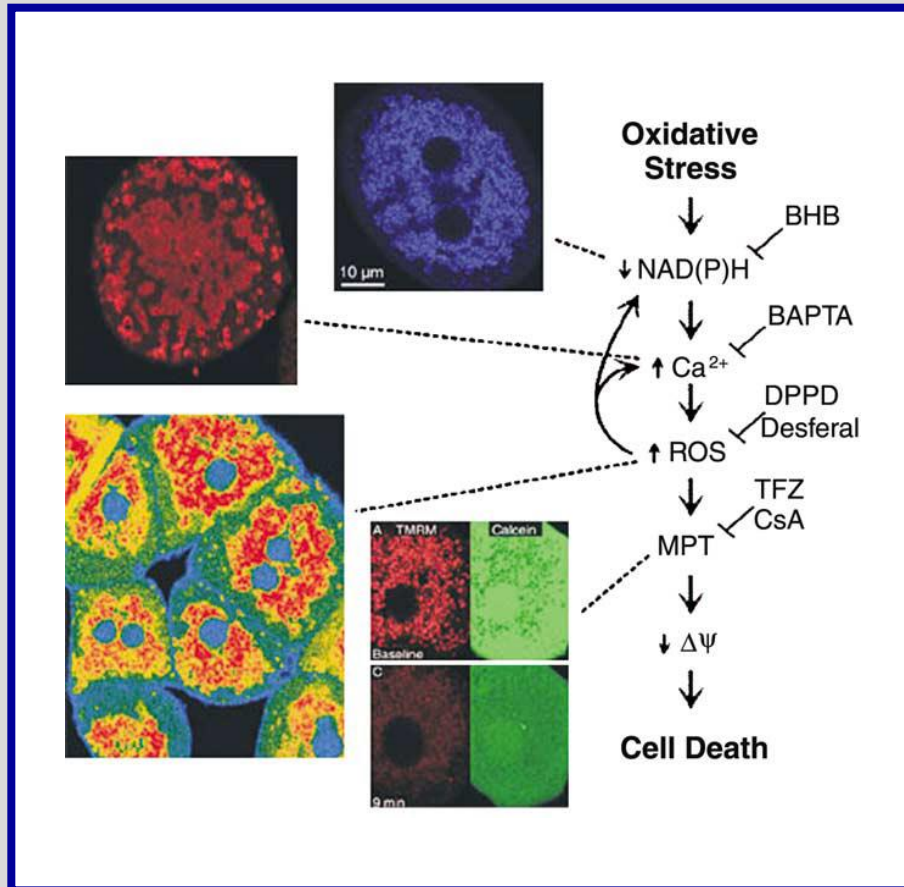 Oxidative
Stress
BHB
↓ NAD(P)H
10 µm
BAPTA
↑ Ca²⁺
DPPD
Desferal
↑ ROS
TFZ
CsA
A TMRM Calcein
MPT
Baseline
↓ ΔΨ
C
Cell Death
9 min